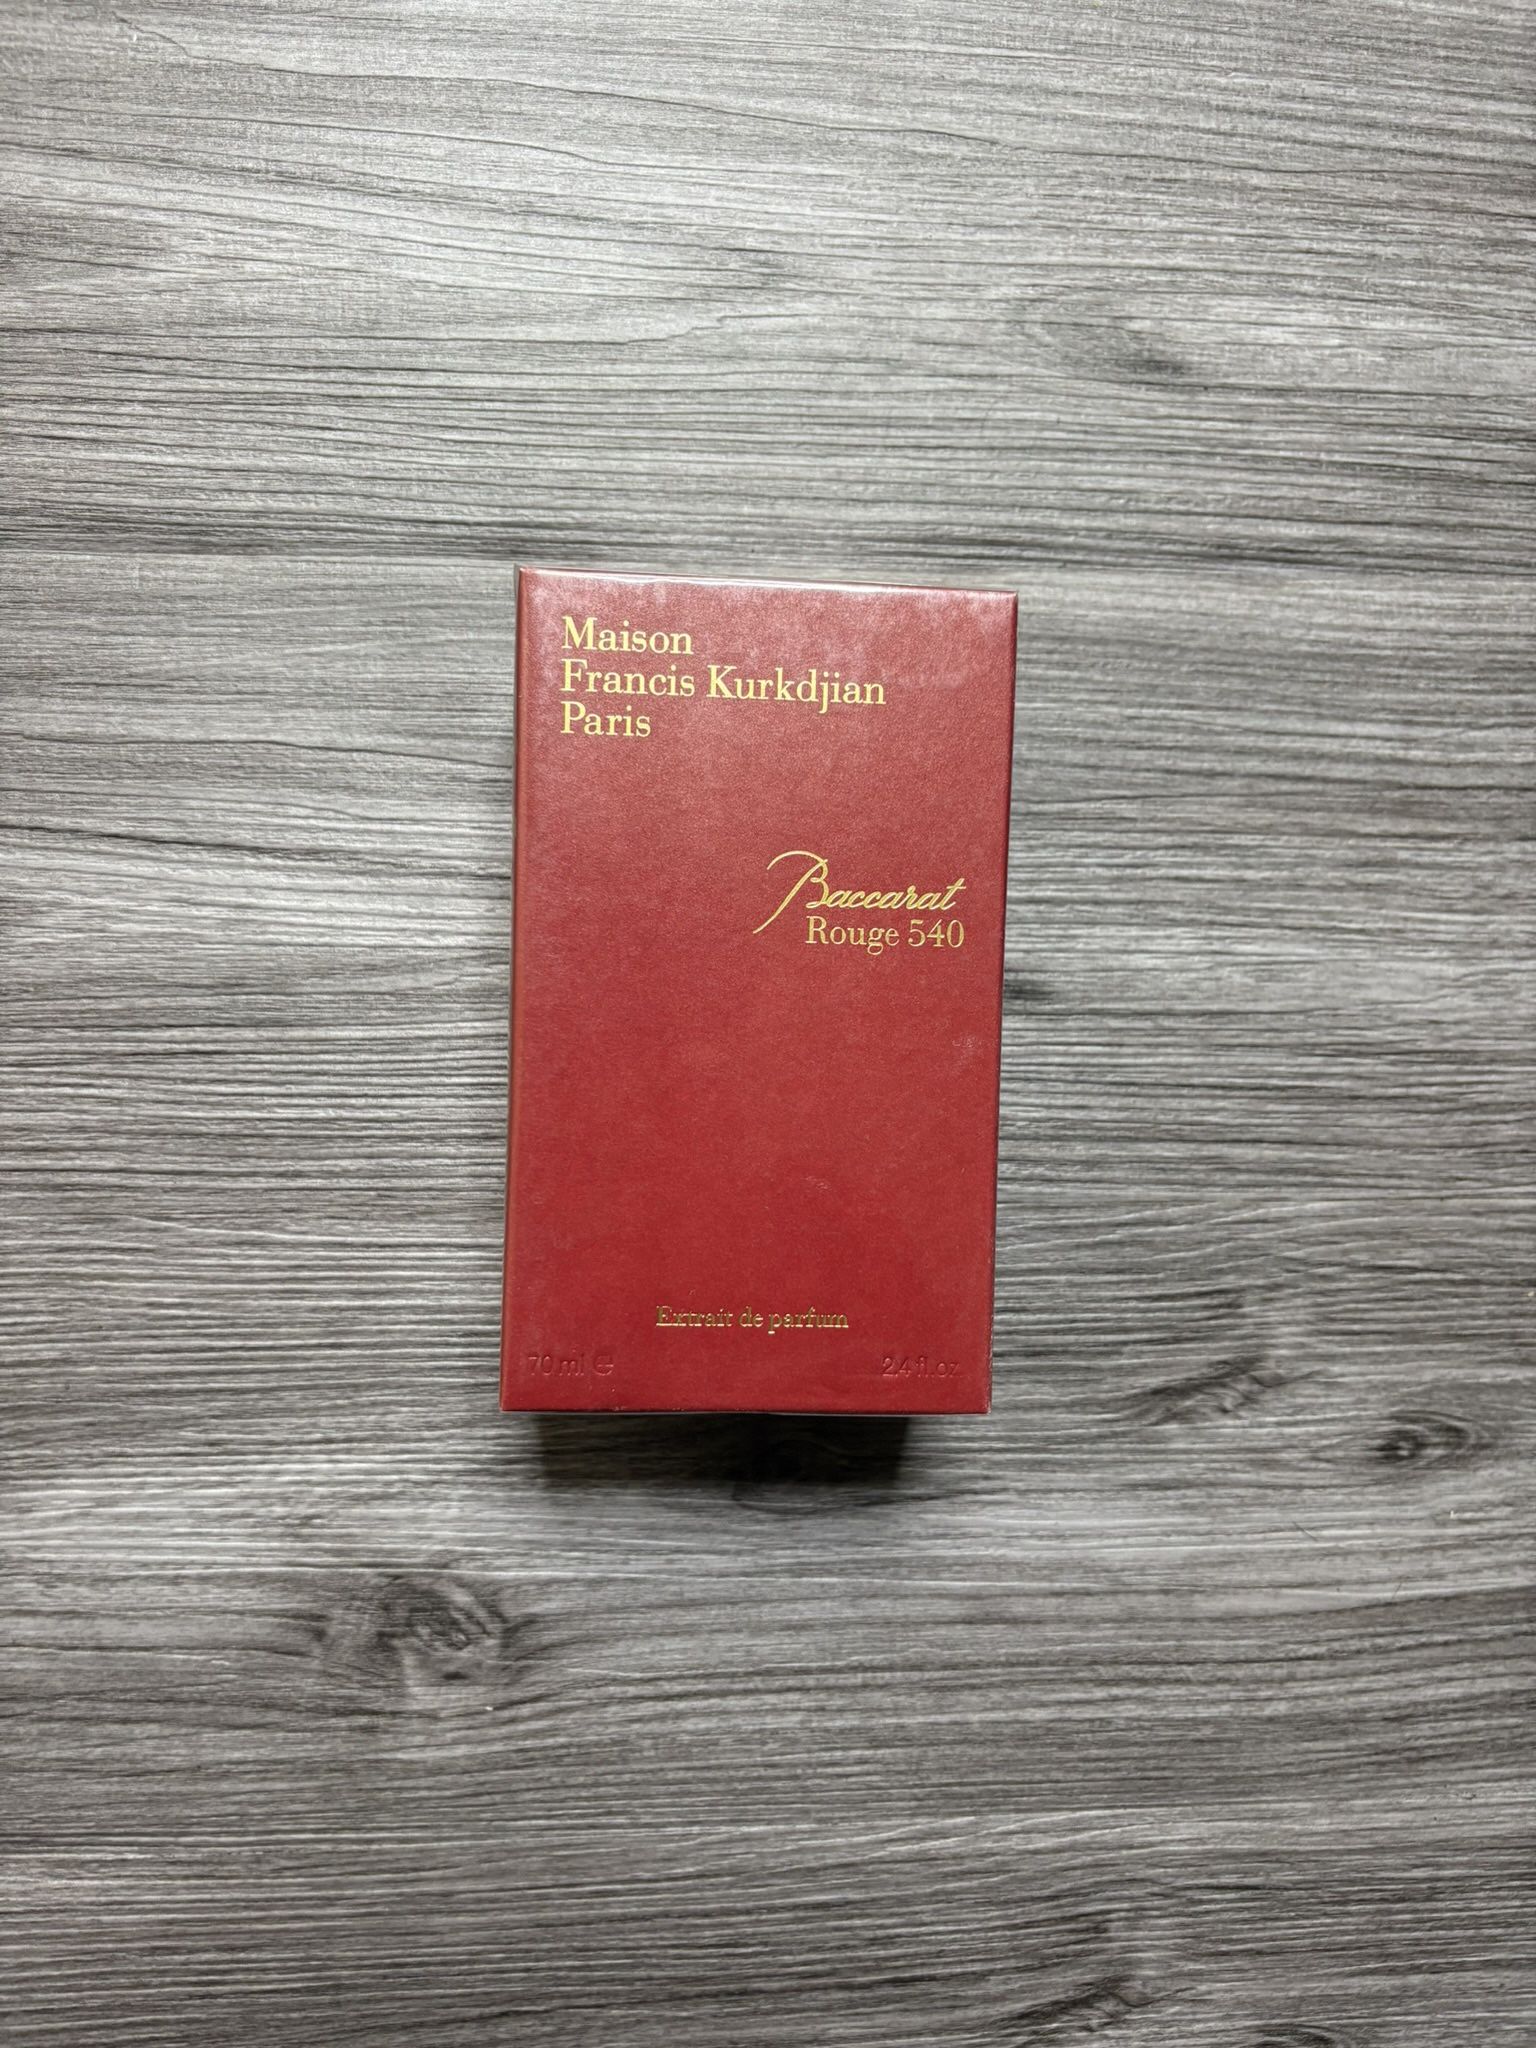 Maison
Francis Kurkdjian
Paris
Baccarat
Rouge 540
Extrait de parfum
70 ml ℮ 2.4 fl.oz.